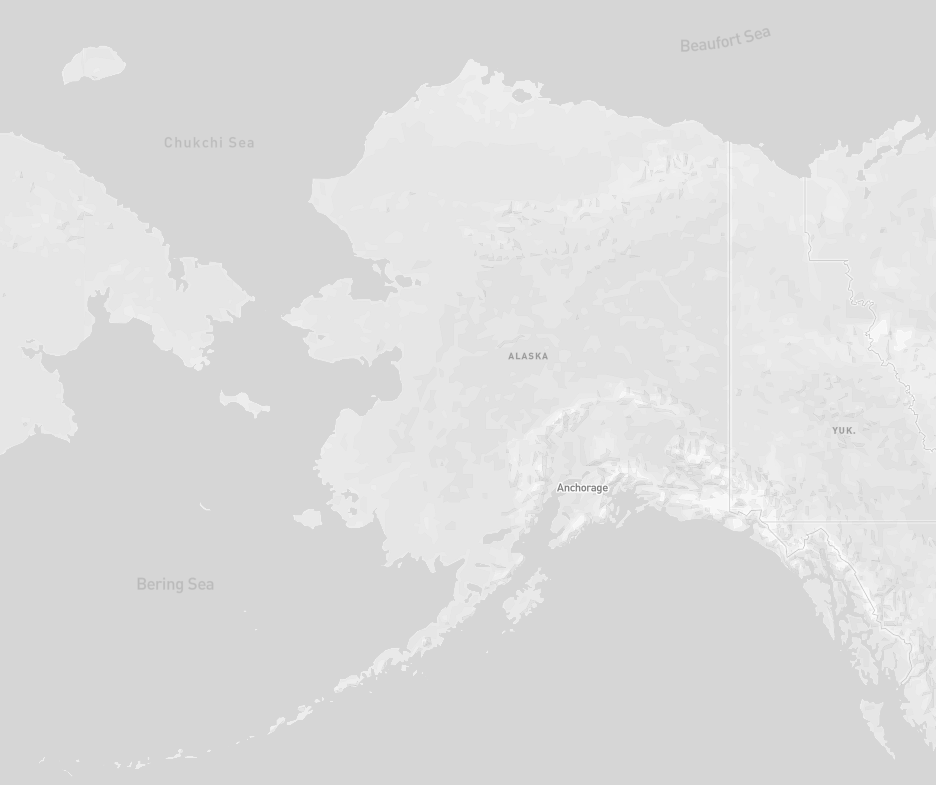 Beaufort Sea
Chukchi Sea
ALASKA
YUK.
Anchorage
Bering Sea